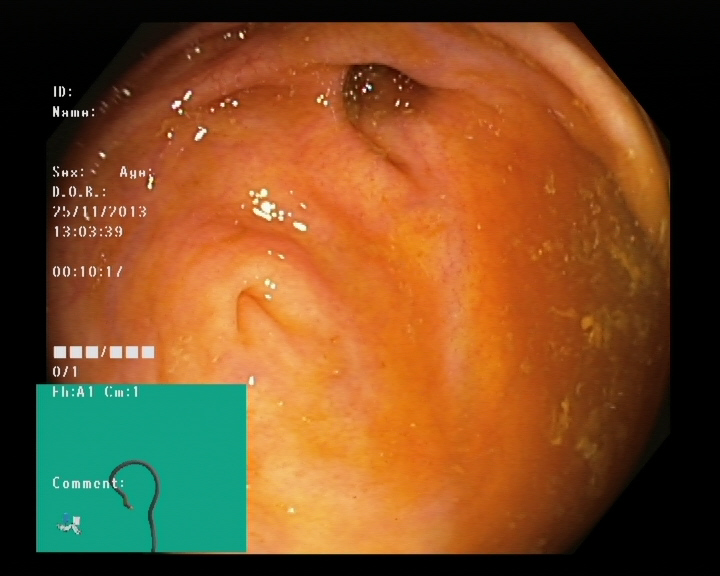 ID:
Name:
Sex: Age:
D.O.B.:
25/11/2013
13:03:39
00:10:17
■■■/■■■
0/1
Eh:A1 Cm:1
Comment: